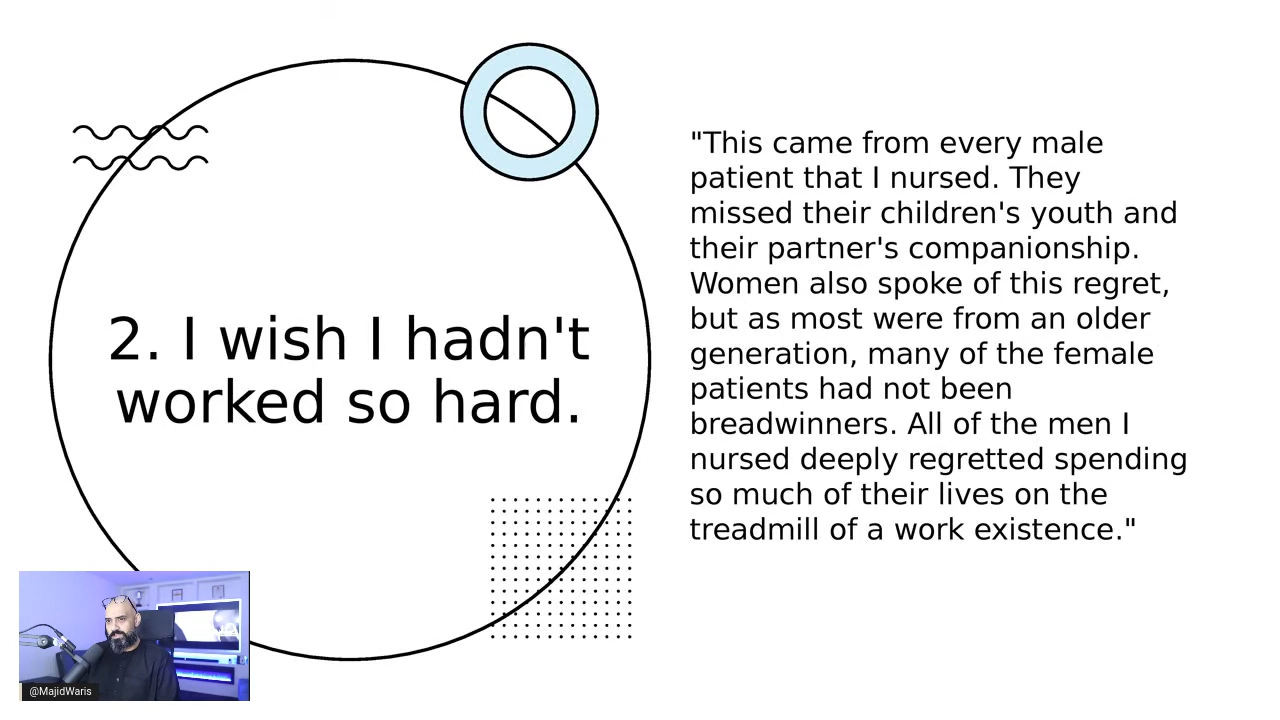 2. I wish I hadn't
worked so hard.
"This came from every male
patient that I nursed. They
missed their children's youth and
their partner's companionship.
Women also spoke of this regret,
but as most were from an older
generation, many of the female
patients had not been
breadwinners. All of the men I
nursed deeply regretted spending
so much of their lives on the
treadmill of a work existence."
@MajidWaris